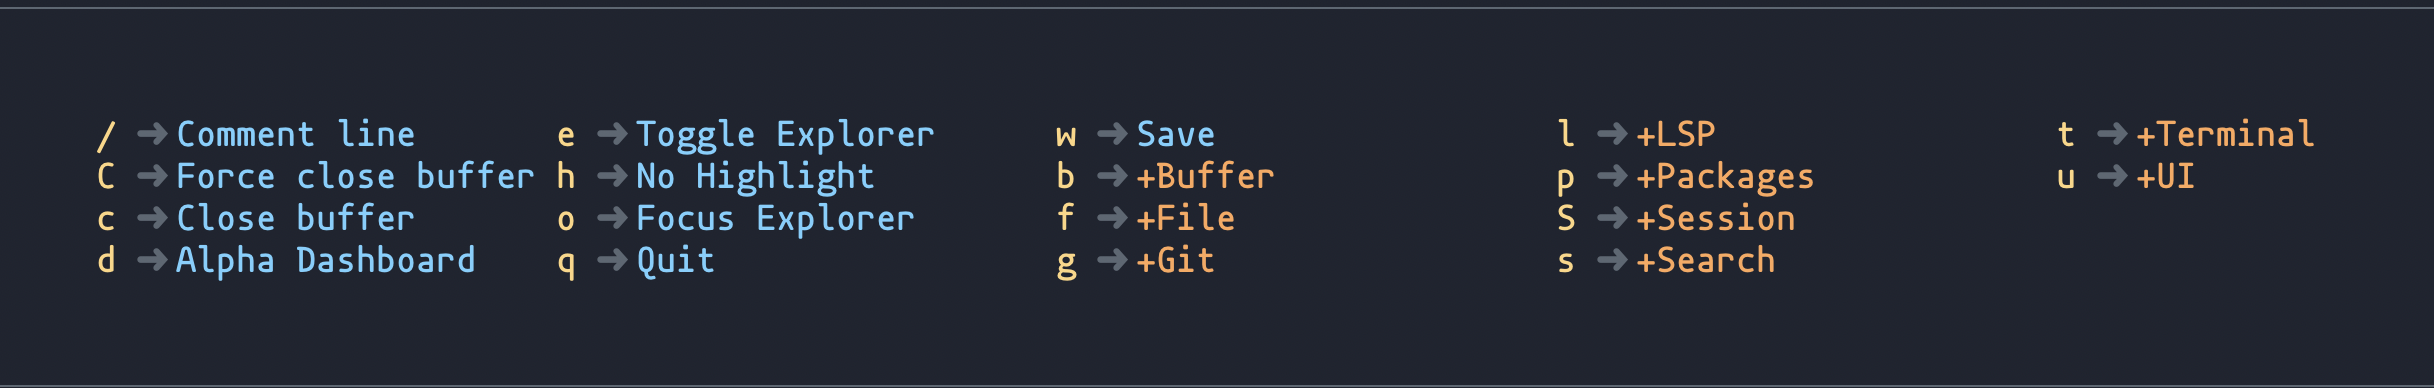 / → Comment line e → Toggle Explorer w → Save l → +LSP t → +Terminal
C → Force close buffer h → No Highlight b → +Buffer p → +Packages u → +UI
c → Close buffer o → Focus Explorer f → +File S → +Session
d → Alpha Dashboard q → Quit g → +Git s → +Search